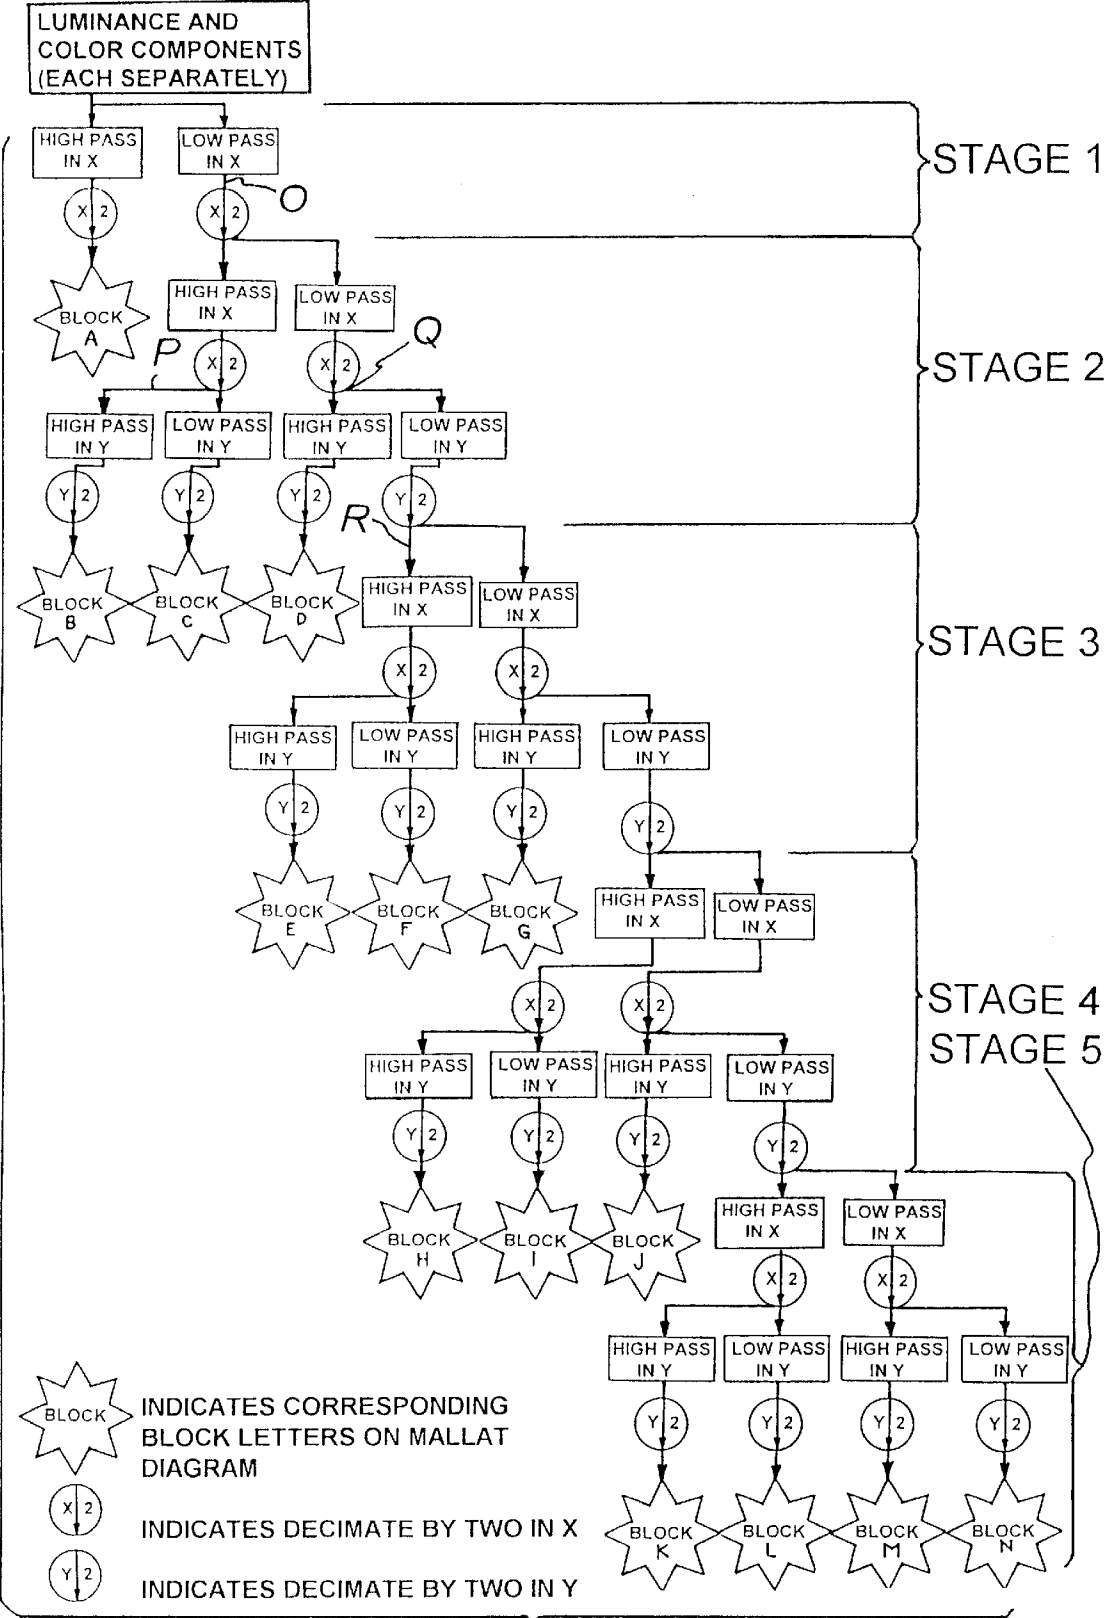 LUMINANCE AND
COLOR COMPONENTS
(EACH SEPARATELY)
HIGH PASS
IN X
LOW PASS
IN X
STAGE 1
O
X 2
X 2
BLOCK
A
HIGH PASS
IN X
LOW PASS
IN X
STAGE 2
P
X 2
X 2
Q
HIGH PASS
IN Y
LOW PASS
IN Y
HIGH PASS
IN Y
LOW PASS
IN Y
Y 2
Y 2
Y 2
Y 2
R
BLOCK
B
BLOCK
C
BLOCK
D
HIGH PASS
IN X
LOW PASS
IN X
STAGE 3
X 2
X 2
HIGH PASS
IN Y
LOW PASS
IN Y
HIGH PASS
IN Y
LOW PASS
IN Y
Y 2
Y 2
Y 2
Y 2
BLOCK
E
BLOCK
F
BLOCK
G
HIGH PASS
IN X
LOW PASS
IN X
STAGE 4
STAGE 5
X 2
X 2
HIGH PASS
IN Y
LOW PASS
IN Y
HIGH PASS
IN Y
LOW PASS
IN Y
Y 2
Y 2
Y 2
Y 2
BLOCK
H
BLOCK
I
BLOCK
J
HIGH PASS
IN X
LOW PASS
IN X
X 2
X 2
HIGH PASS
IN Y
LOW PASS
IN Y
HIGH PASS
IN Y
LOW PASS
IN Y
Y 2
Y 2
Y 2
Y 2
BLOCK
K
BLOCK
L
BLOCK
M
BLOCK
N
BLOCK
INDICATES CORRESPONDING
BLOCK LETTERS ON MALLAT
DIAGRAM
X 2
INDICATES DECIMATE BY TWO IN X
Y 2
INDICATES DECIMATE BY TWO IN Y